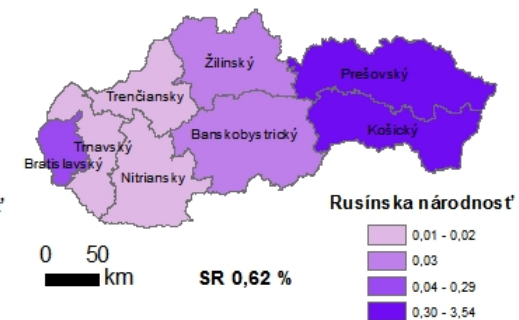 Žilinský
Prešovský
Trenčiansky
Košický
Banskobystrický
Trnavský
Bratislavský
Nitriansky
Rusínska národnosť
0,01 - 0,02
0,03
0,04 - 0,29
0,30 - 3,54
0 50
km
SR 0,62 %